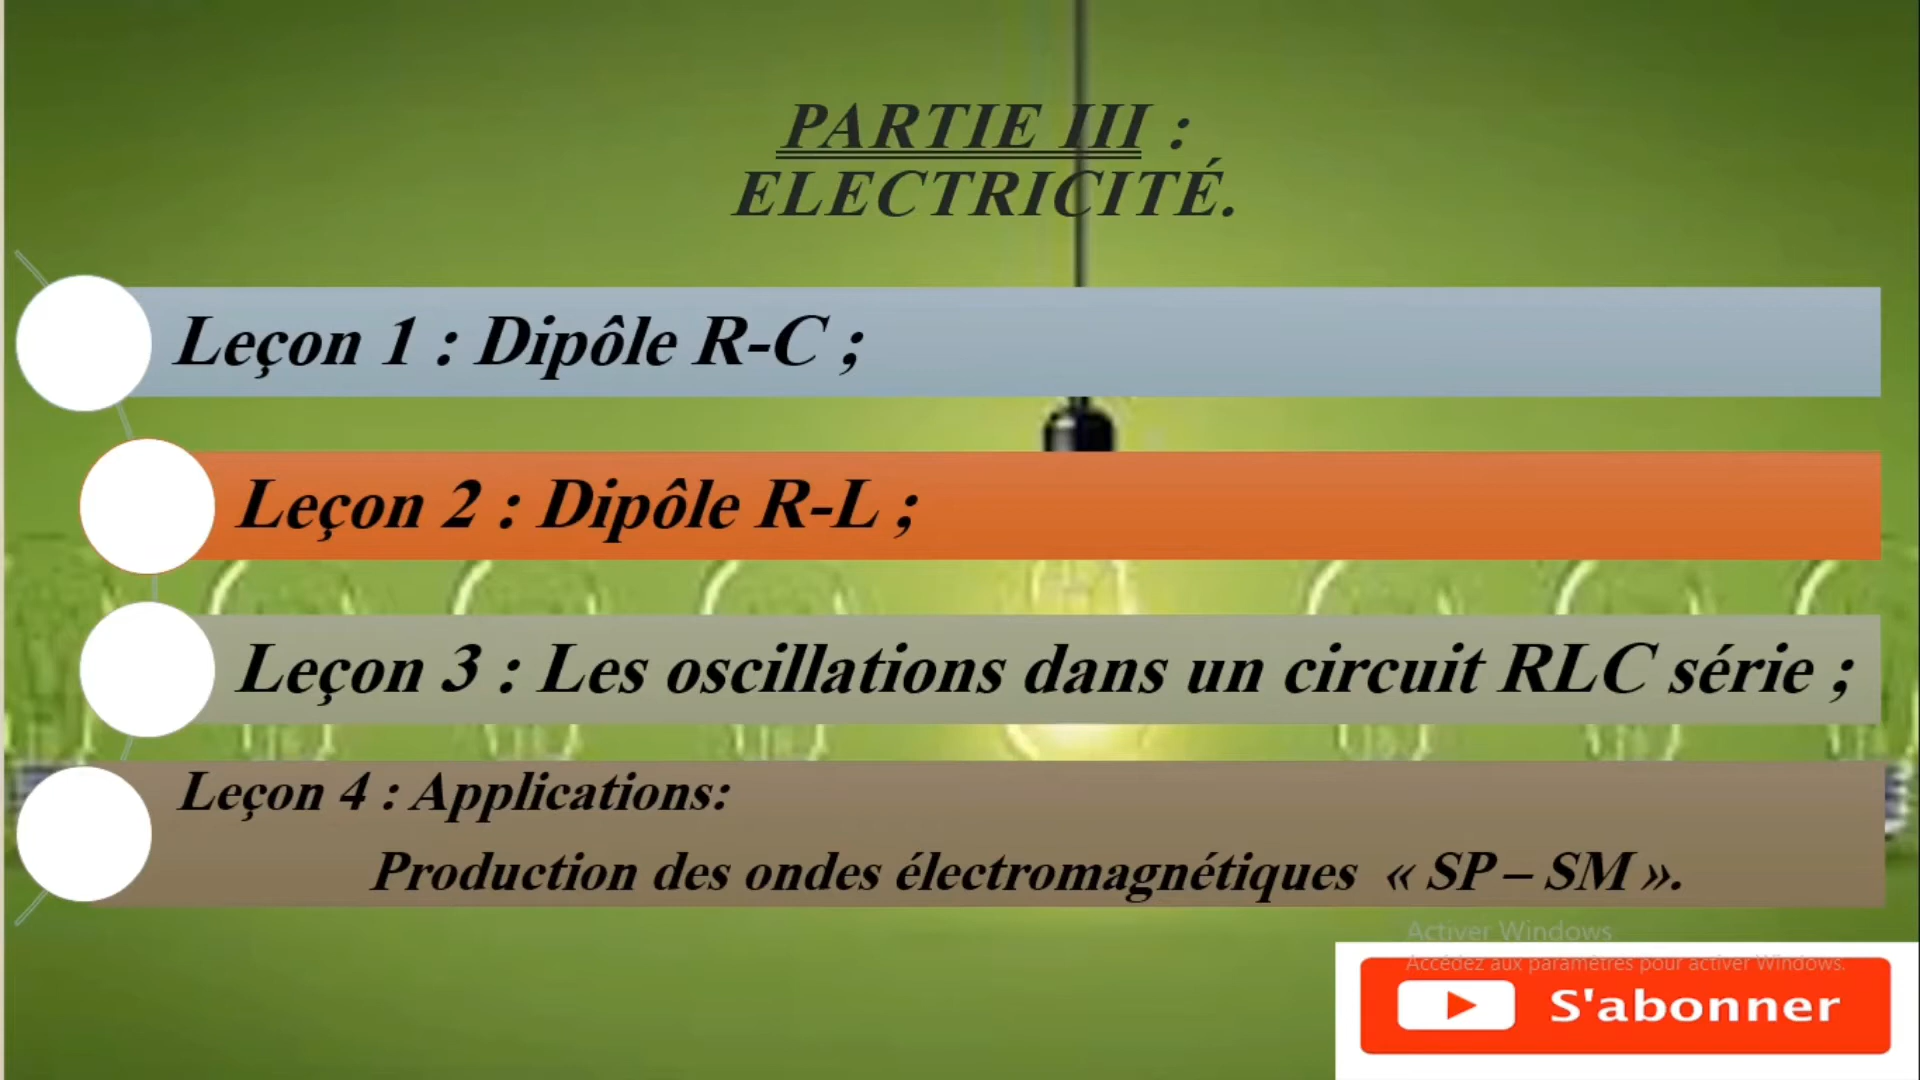 PARTIE III :
ELECTRICITÉ.
Leçon 1 : Dipôle R-C ;
Leçon 2 : Dipôle R-L ;
Leçon 3 : Les oscillations dans un circuit RLC série ;
Leçon 4 : Applications:
Production des ondes électromagnétiques « SP – SM ».
Activer Windows
Accédez aux paramètres pour activer Windows.
S'abonner